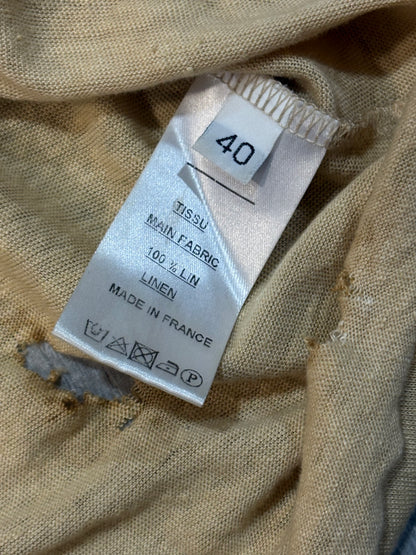 40
TISSU
MAIN FABRIC
100 % LIN
LINEN
MADE IN FRANCE
P